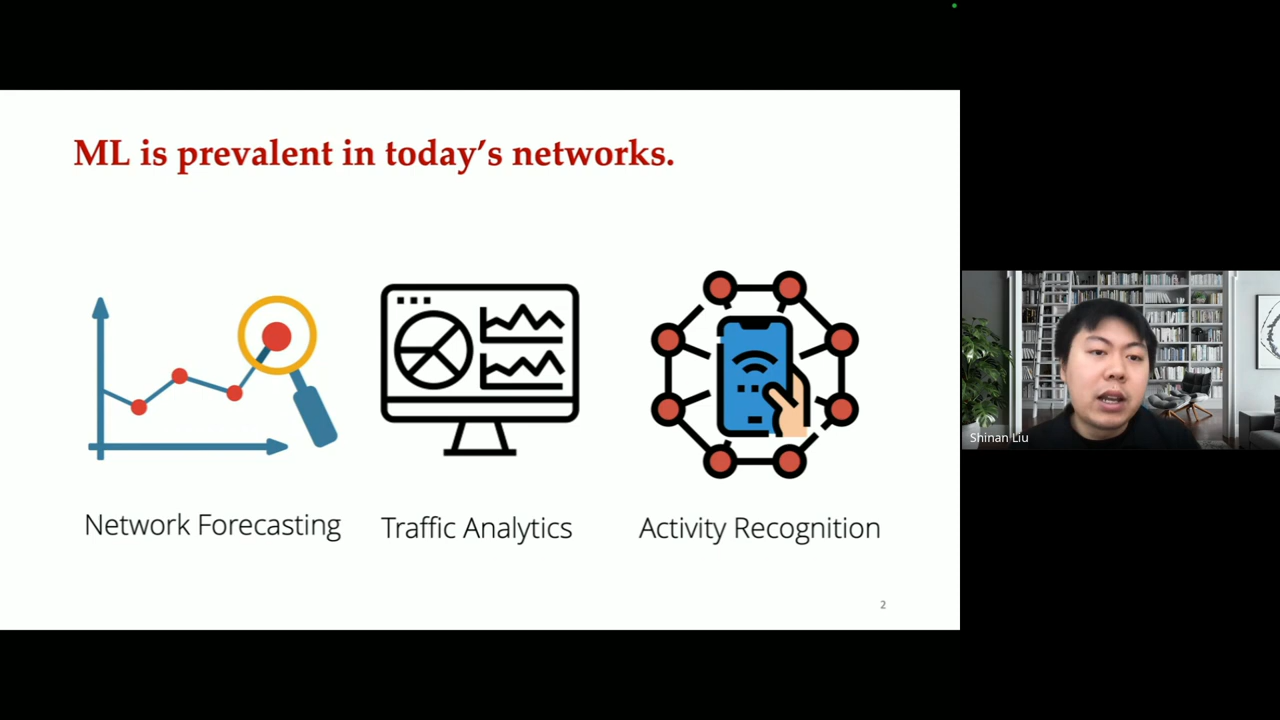 ML is prevalent in today’s networks.
Network Forecasting
Traffic Analytics
Activity Recognition
2
Shinan Liu